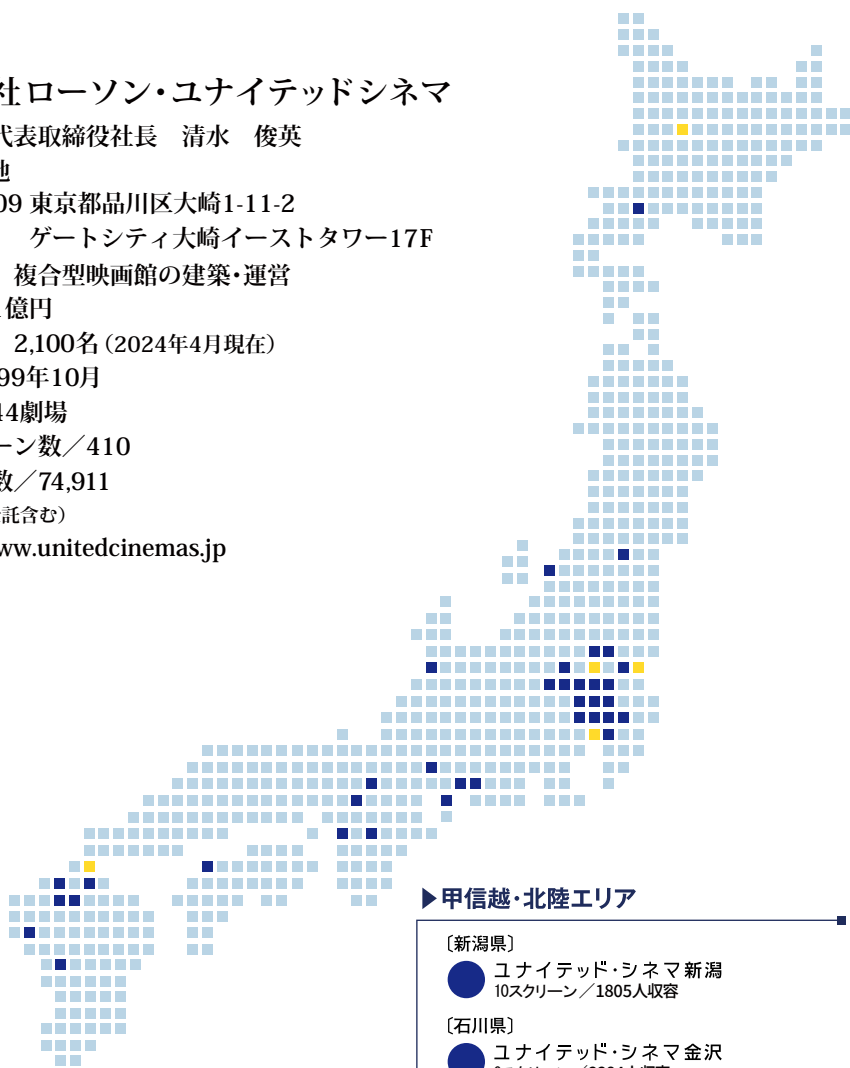 社ローソン・ユナイテッドシネマ
代表取締役社長 清水 俊英
地
09 東京都品川区大崎1-11-2
ゲートシティ大崎イーストタワー17F
複合型映画館の建築・運営
億円
2,100名（2024年4月現在）
99年10月
44劇場
ーン数／410
数／74,911
託含む）
ww.unitedcinemas.jp
▶甲信越・北陸エリア
〔新潟県〕
ユナイテッド・シネマ新潟
10スクリーン／1805人収容
〔石川県〕
ユナイテッド・シネマ金沢